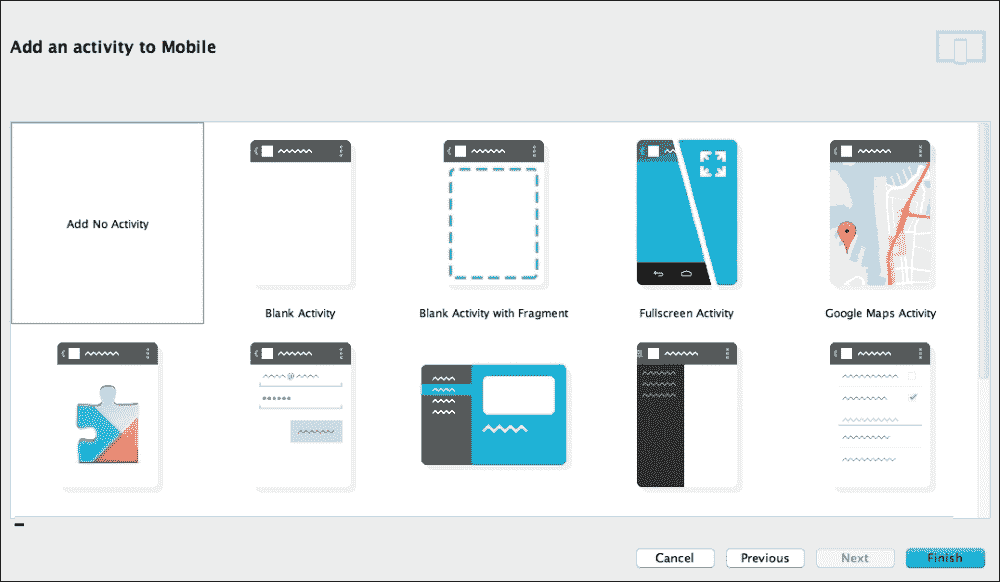 Add an activity to Mobile
Add No Activity
Blank Activity
Blank Activity with Fragment
Fullscreen Activity
Google Maps Activity
Cancel
Previous
Next
Finish